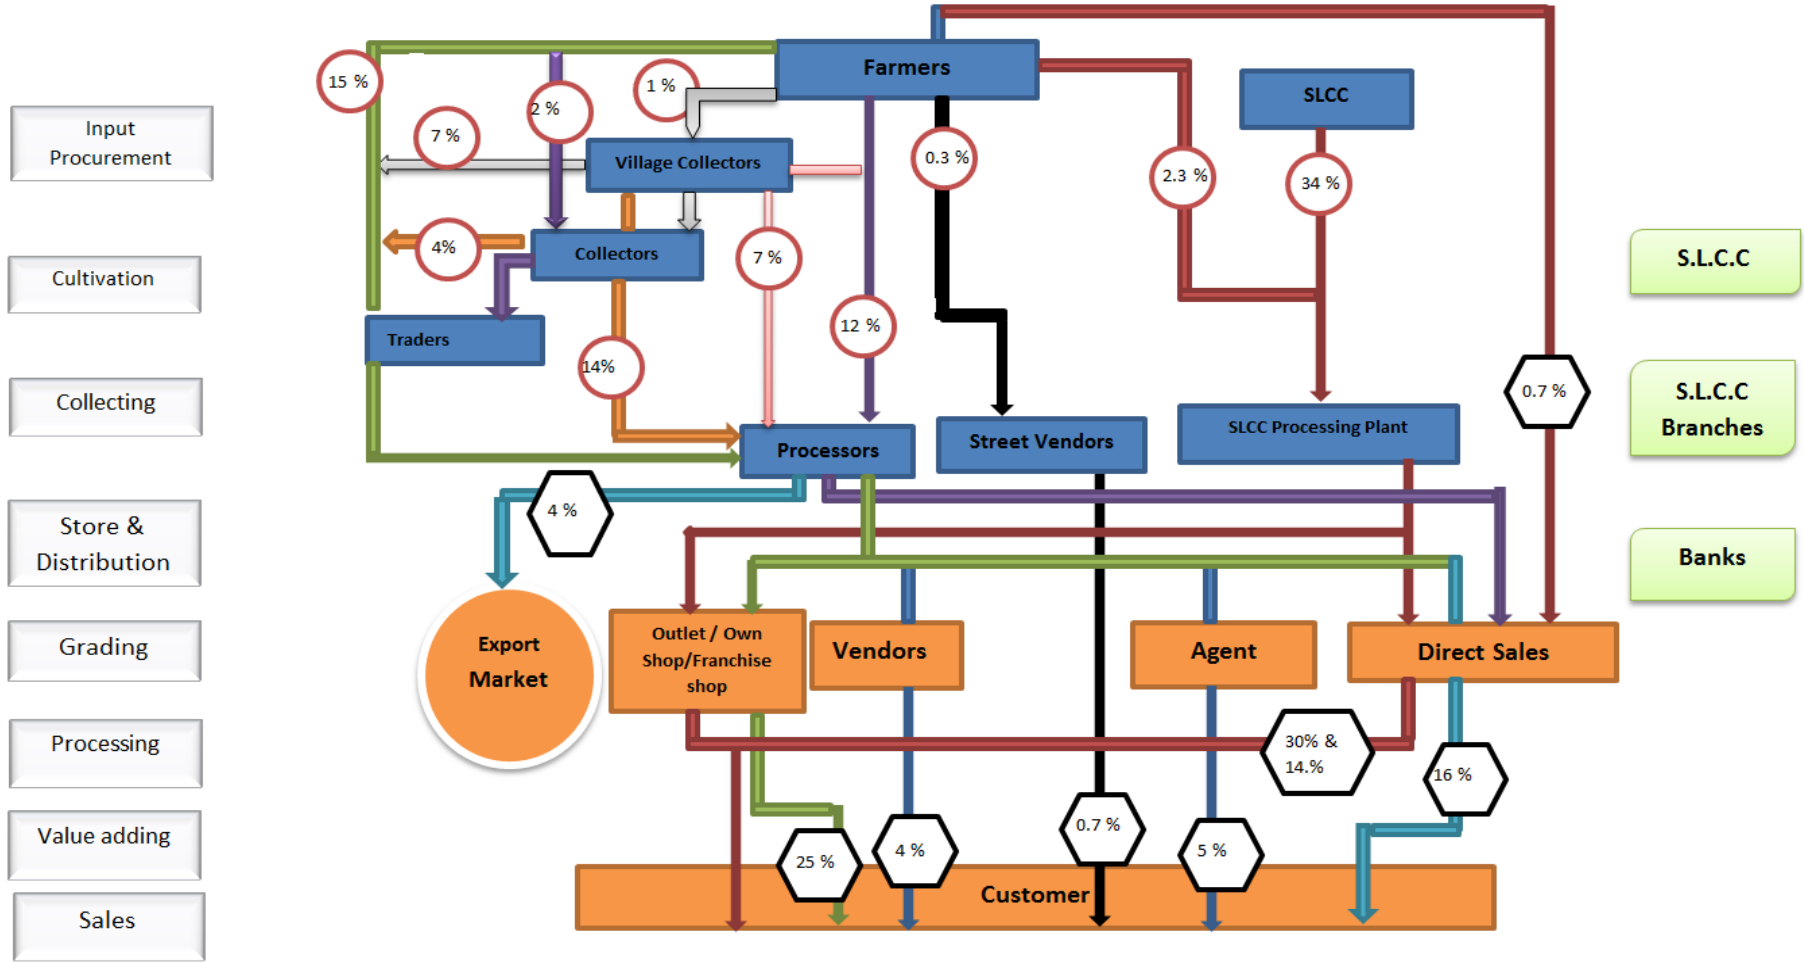 Input
Procurement
Cultivation
Collecting
Store &
Distribution
Grading
Processing
Value adding
Sales
Farmers
SLCC
15 %
2 %
1 %
7 %
Village Collectors
0.3 %
2.3 %
34 %
4%
Collectors
7 %
12 %
Traders
14%
0.7 %
Processors
Street Vendors
SLCC Processing Plant
4 %
Export
Market
Outlet / Own
Shop/Franchise
shop
Vendors
Agent
Direct Sales
30% &
14.%
16 %
25 %
4 %
0.7 %
5 %
Customer
S.L.C.C
S.L.C.C
Branches
Banks